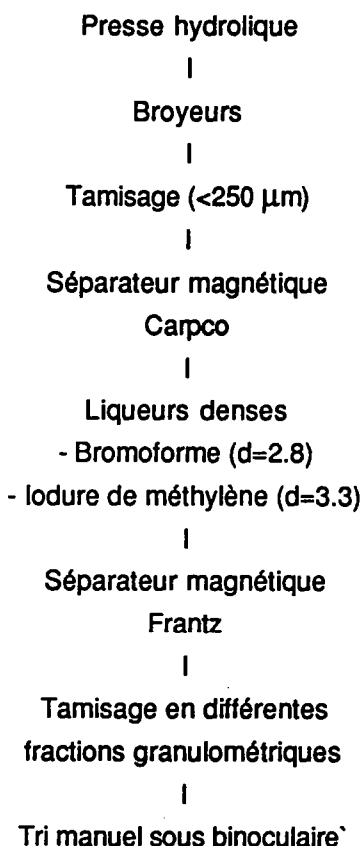 Presse hydrolique
|
Broyeurs
|
Tamisage (<250 µm)
|
Séparateur magnétique
Carpco
|
Liqueurs denses
- Bromoforme (d=2.8)
- Iodure de méthylène (d=3.3)
|
Séparateur magnétique
Frantz
|
Tamisage en différentes
fractions granulométriques
|
Tri manuel sous binoculaire`